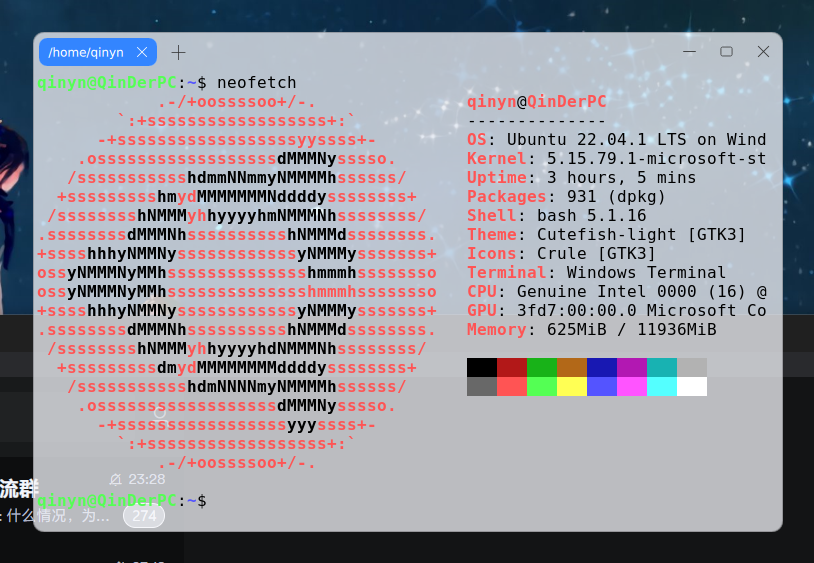 /home/qinyn
qinyn@QinDerPC:~$ neofetch
.-/+oossssoo+/-.
`:+ssssssssssssssssss+:`
-+ssssssssssssssssssyyssss+-
.ossssssssssssssssssdMMMNysssso.
/ssssssssssshdmmNNmmyNMMMMhssssss/
+ssssssssshmydMMMMMMMNddddyssssssss+
/sssssssshNMMMyhhyyyyhmNMMMNhssssssss/
.ssssssssdMMMNhsssssssssshNMMMdssssssss.
+sssshhhyNMMNyssssssssssssyNMMMysssssss+
ossyNMMMNyMMhsssssssssssssshmmmhssssssso
ossyNMMMNyMMhsssssssssssssshmmmhssssssso
+sssshhhyNMMNyssssssssssssyNMMMysssssss+
.ssssssssdMMMNhsssssssssshNMMMdssssssss.
/sssssssshNMMMyhhyyyyhdNMMMNhssssssss/
+sssssssssdmydMMMMMMMMddddyssssssss+
/ssssssssssshdmNNNNmyNMMMMhssssss/
.ossssssssssssssssssdMMMNysssso.
-+sssssssssssssssssyyyssss+-
`:+ssssssssssssssssss+:`
.-/+oossssoo+/-.
qinyn@QinDerPC
--------------
OS: Ubuntu 22.04.1 LTS on Wind
Kernel: 5.15.79.1-microsoft-st
Uptime: 3 hours, 5 mins
Packages: 931 (dpkg)
Shell: bash 5.1.16
Theme: Cutefish-light [GTK3]
Icons: Crule [GTK3]
Terminal: Windows Terminal
CPU: Genuine Intel 0000 (16) @
GPU: 3fd7:00:00.0 Microsoft Co
Memory: 625MiB / 11936MiB
qinyn@QinDerPC:~$
流群
23:28
: 什么情况，为...
274